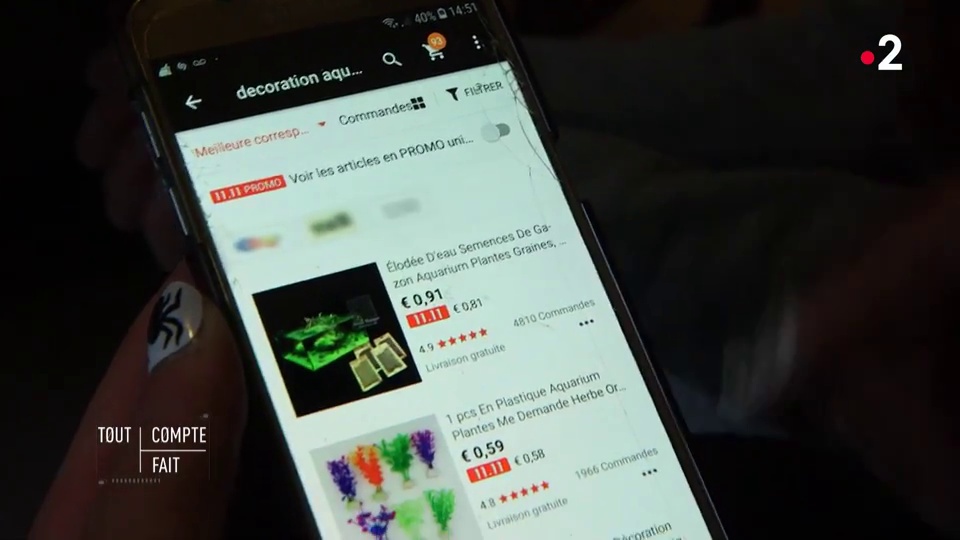 40% 14:51
2
decoration aqu...
93
Meilleure corresp...
Commandes
FILTRER
11.11 PROMO Voir les articles en PROMO uni...
Élodée D'eau Semences De Ga-
zon Aquarium Plantes Graines, ...
€ 0,91
11.11 € 0,81
4.9 4810 Commandes
Livraison gratuite
1 pcs En Plastique Aquarium
Plantes Me Demande Herbe Or...
€ 0,59
11.11 € 0,58
4.8 1966 Commandes
Livraison gratuite
Décoration
TOUT COMPTE
FAIT